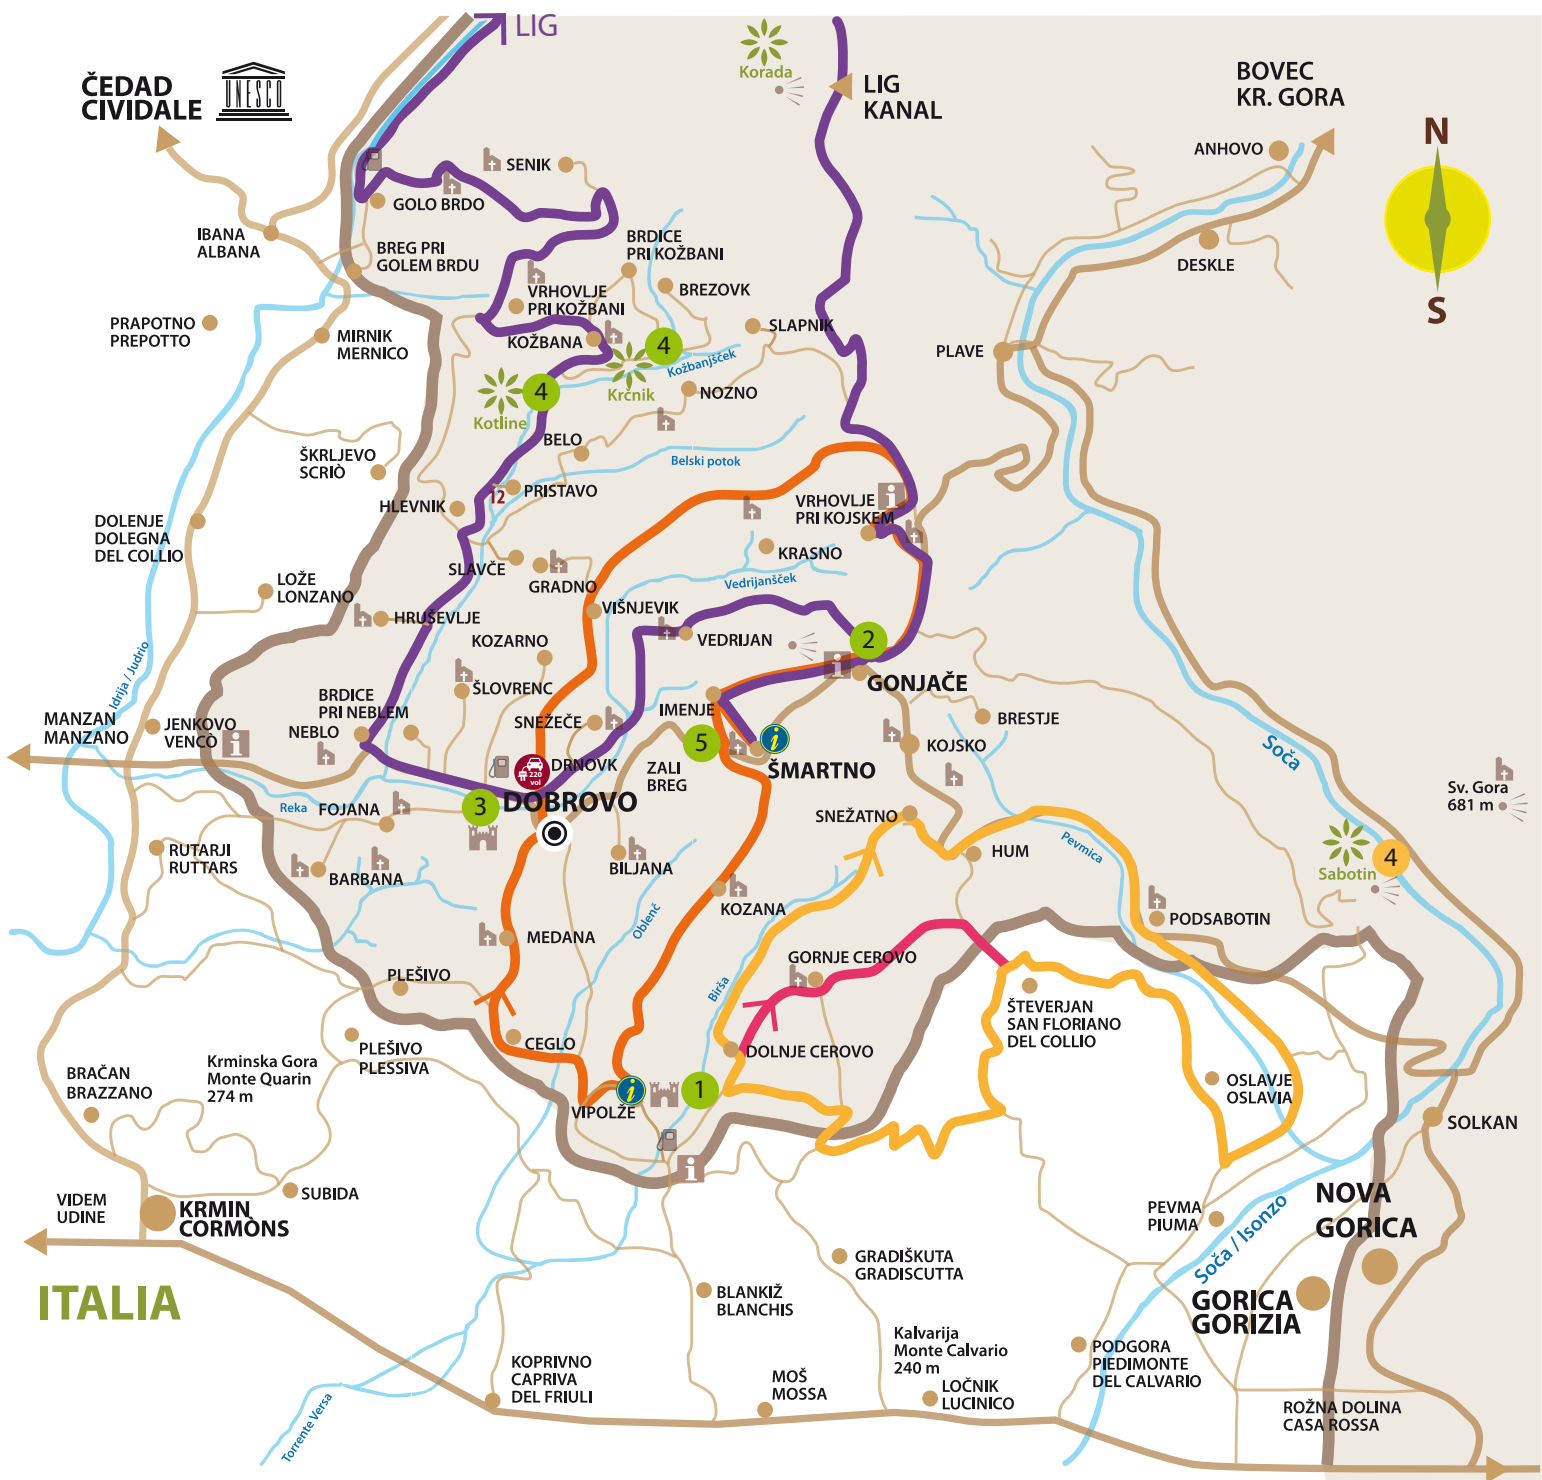 LIG
ČEDAD
CIVIDALE
UNESCO
Korada
LIG
KANAL
BOVEC
KR. GORA
ANHOVO
N
S
SENIK
GOLO BRDO
IBANA
ALBANA
BREG PRI
GOLEM BRDU
BRDICE
PRI KOŽBANI
DESKLE
VRHOVLJE
PRI KOŽBANI
BREZOVK
PRAPOTNO
PREPOTTO
MIRNIK
MERNICO
KOŽBANA
SLAPNIK
PLAVE
4
Kožbanjšček
Krčnik
4
Kotline
NOZNO
BELO
Belski potok
ŠKRLJEVO
SCRIÒ
12
PRISTAVO
HLEVNIK
VRHOVLJE
PRI KOJSKEM
i
DOLENJE
DOLEGNA
DEL COLLIO
KRASNO
SLAVČE
GRADNO
Vedrijanšček
LOŽE
LONZANO
HRUŠEVLJE
VIŠNJEVIK
KOZARNO
VEDRIJAN
2
Idrija / Judrio
i
GONJAČE
ŠLOVRENC
BRDICE
PRI NEBLEM
IMENJE
SNEŽEČE
BRESTJE
MANZAN
MANZANO
JENKOVO
VENCÒ
i
NEBLO
5
i
KOJSKO
Soča
220
vol
DRNOVK
ZALI
BREG
ŠMARTNO
Sv. Gora
681 m
Reka
FOJANA
3
DOBROVO
SNEŽATNO
Pevmica
HUM
4
Sabotin
RUTARJI
RUTTARS
BARBANA
BILJANA
KOZANA
PODSABOTIN
Oblenč
MEDANA
GORNJE CEROVO
PLEŠIVO
Birša
ŠTEVERJAN
SAN FLORIANO
DEL COLLIO
CEGLO
DOLNJE CEROVO
PLEŠIVO
PLESSIVA
Krminska Gora
Monte Quarin
274 m
BRAČAN
BRAZZANO
OSLAVJE
OSLAVIA
i
1
VIPOLŽE
SOLKAN
i
SUBIDA
VIDEM
UDINE
KRMIN
CORMÒNS
PEVMA
PIUMA
NOVA
GORICA
Soča / Isonzo
GRADIŠKUTA
GRADISCUTTA
ITALIA
BLANKIŽ
BLANCHIS
GORICA
GORIZIA
Kalvarija
Monte Calvario
240 m
PODGORA
PIEDIMONTE
DEL CALVARIO
KOPRIVNO
CAPRIVA
DEL FRIULI
MOŠ
MOSSA
LOČNIK
LUCINICO
ROŽNA DOLINA
CASA ROSSA
Torrente Versa